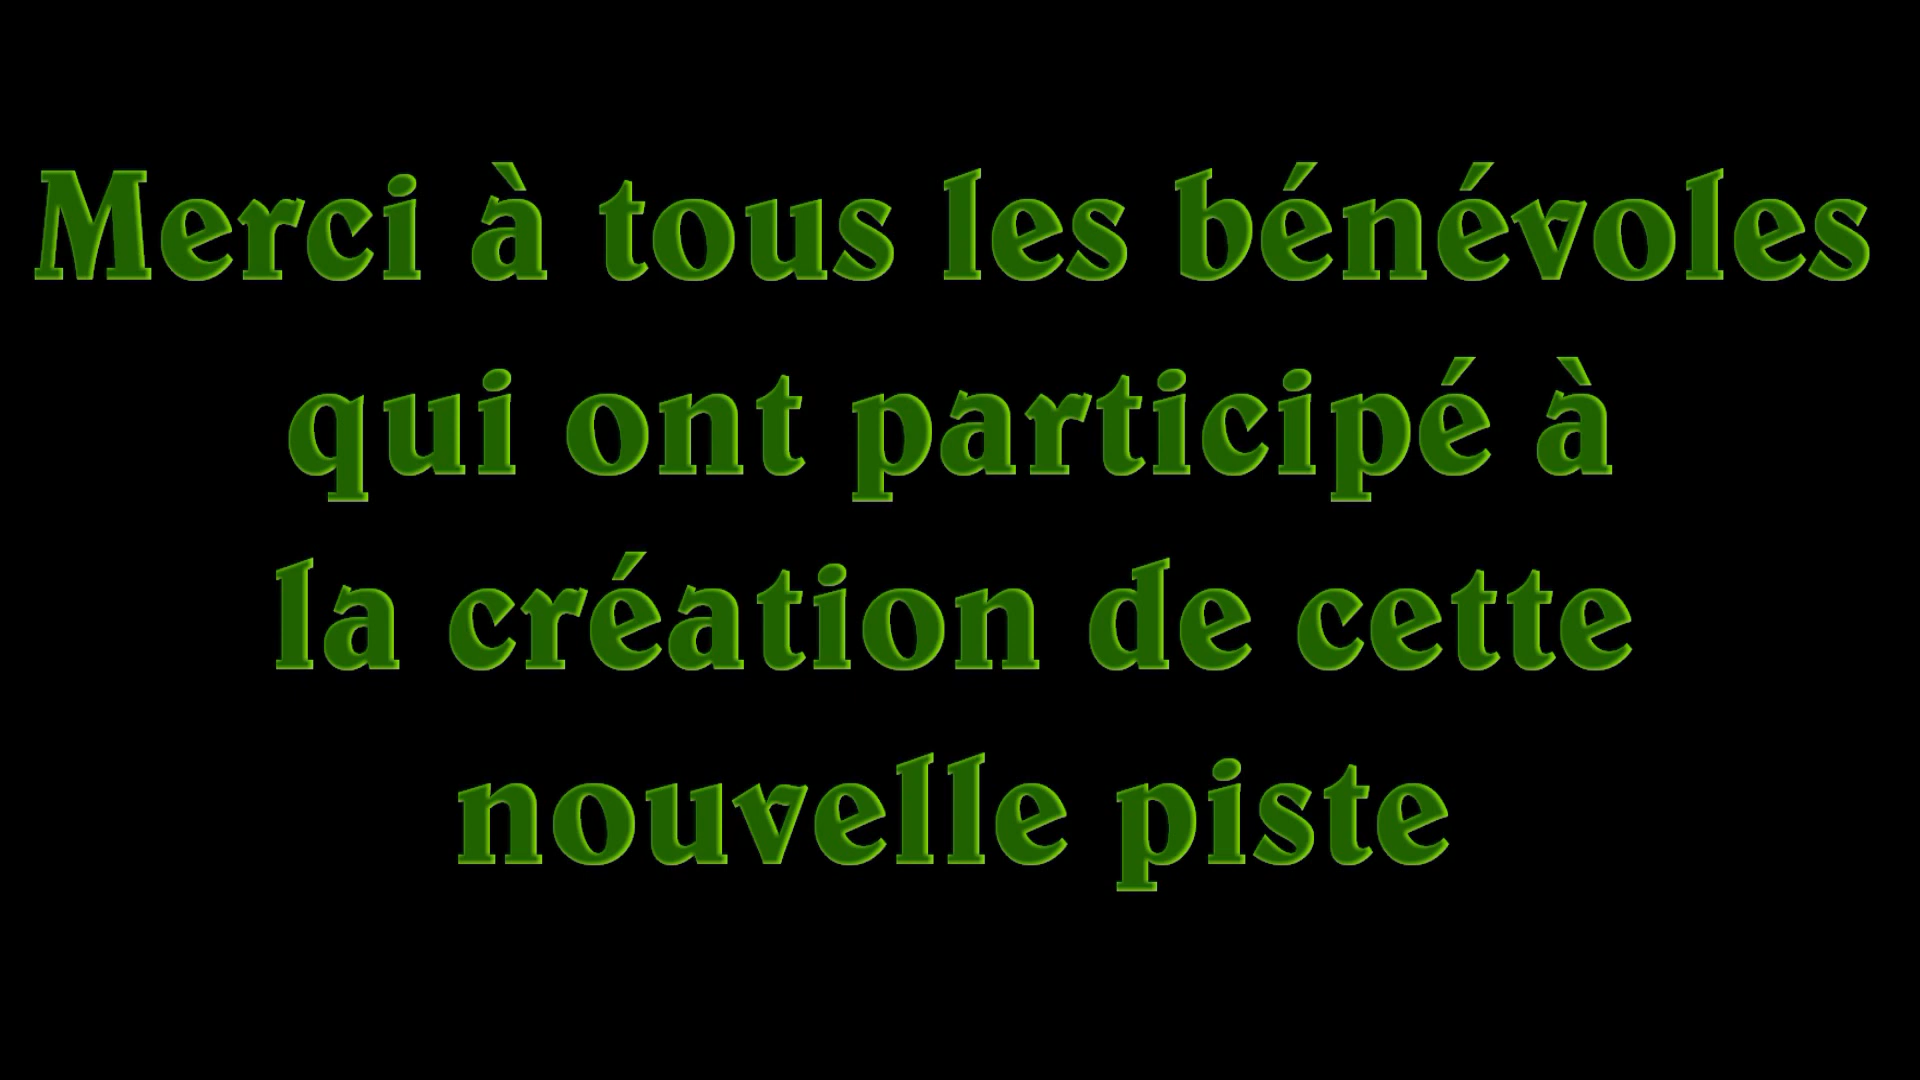 Merci à tous les bénévoles
qui ont participé à
la création de cette
nouvelle piste